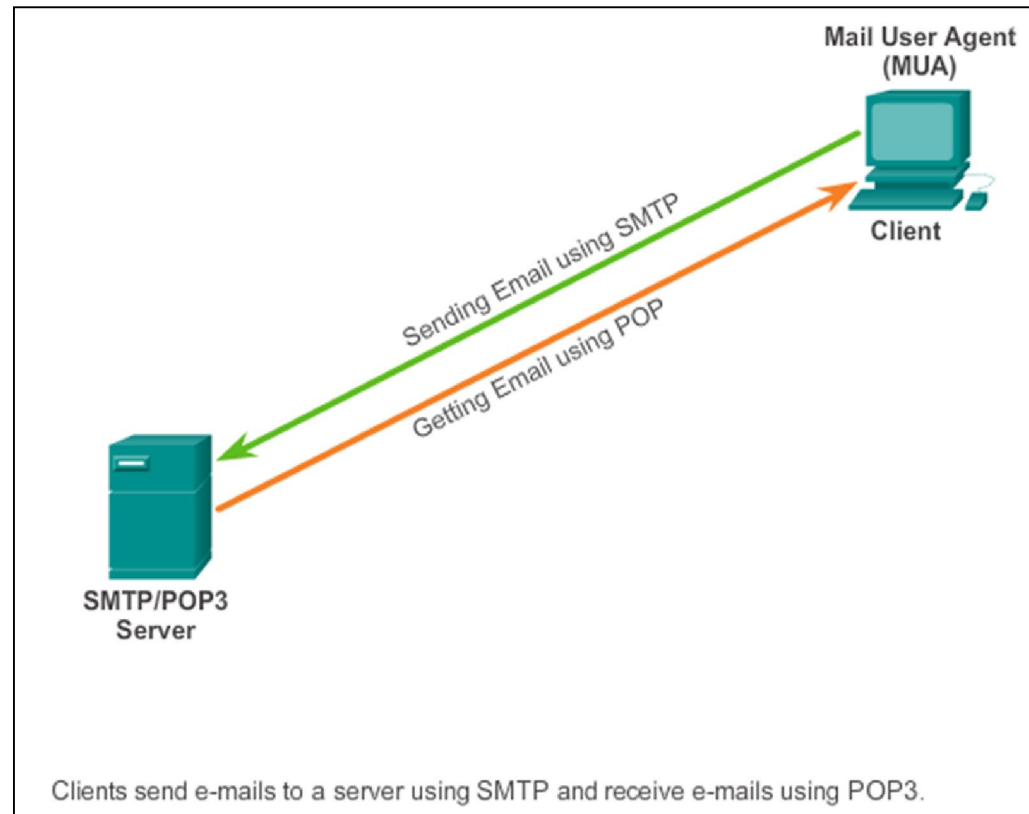 Mail User Agent
(MUA)
Client
Sending Email using SMTP
Getting Email using POP
SMTP/POP3
Server
Clients send e-mails to a server using SMTP and receive e-mails using POP3.